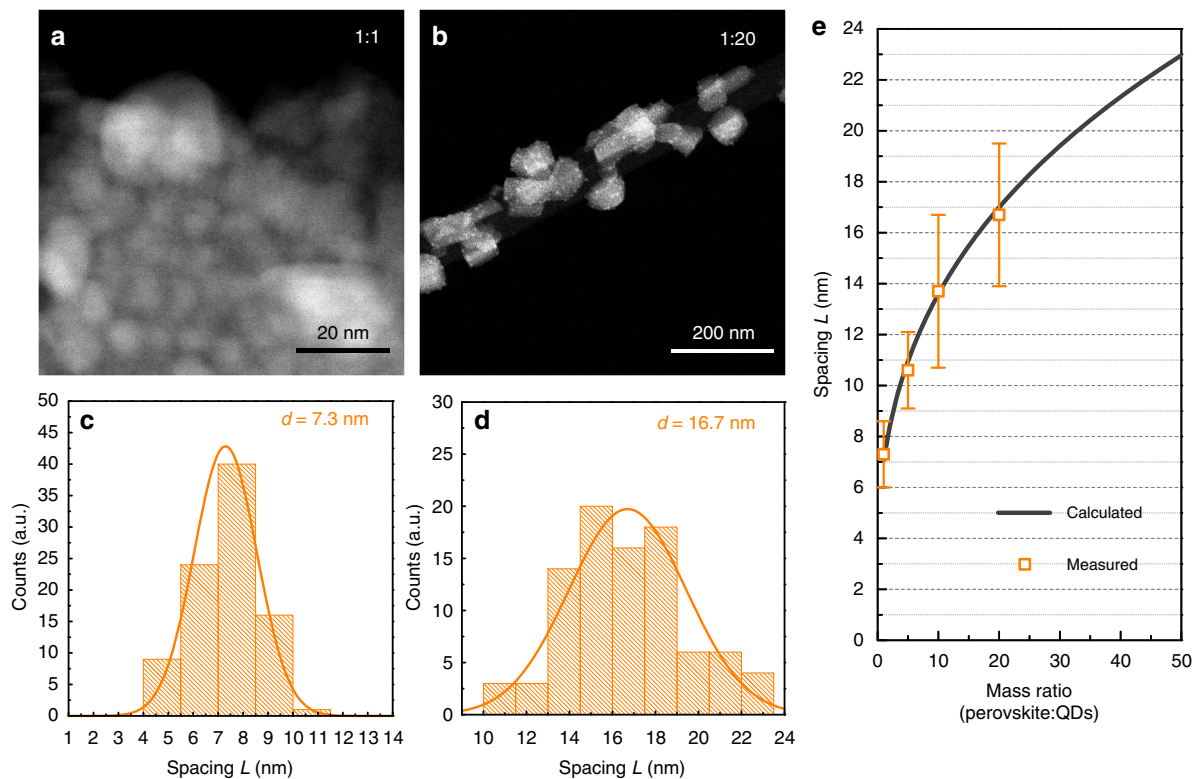 a
1:1
20 nm
b
1:20
200 nm
c
d = 7.3 nm
50
45
40
35
30
25
20
15
10
5
0
Counts (a.u.)
1 2 3 4 5 6 7 8 9 10 11 12 13 14
Spacing L (nm)
d
d = 16.7 nm
30
25
20
15
10
5
0
Counts (a.u.)
10 12 14 16 18 20 22 24
Spacing L (nm)
e
24
22
20
18
16
14
12
10
8
6
4
2
0
Spacing L (nm)
Calculated
Measured
0 10 20 30 40 50
Mass ratio
(perovskite:QDs)